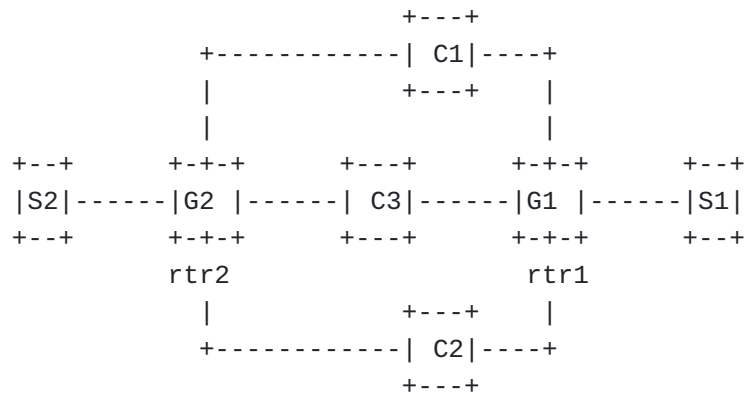 +---+
+------------| C1|----+
| +---+ |
| |
+--+ +-+-+ +---+ +-+-+ +--+
|S2|------|G2 |------| C3|------|G1 |------|S1|
+--+ +-+-+ +---+ +-+-+ +--+
rtr2 rtr1
| +---+ |
+------------| C2|----+
+---+